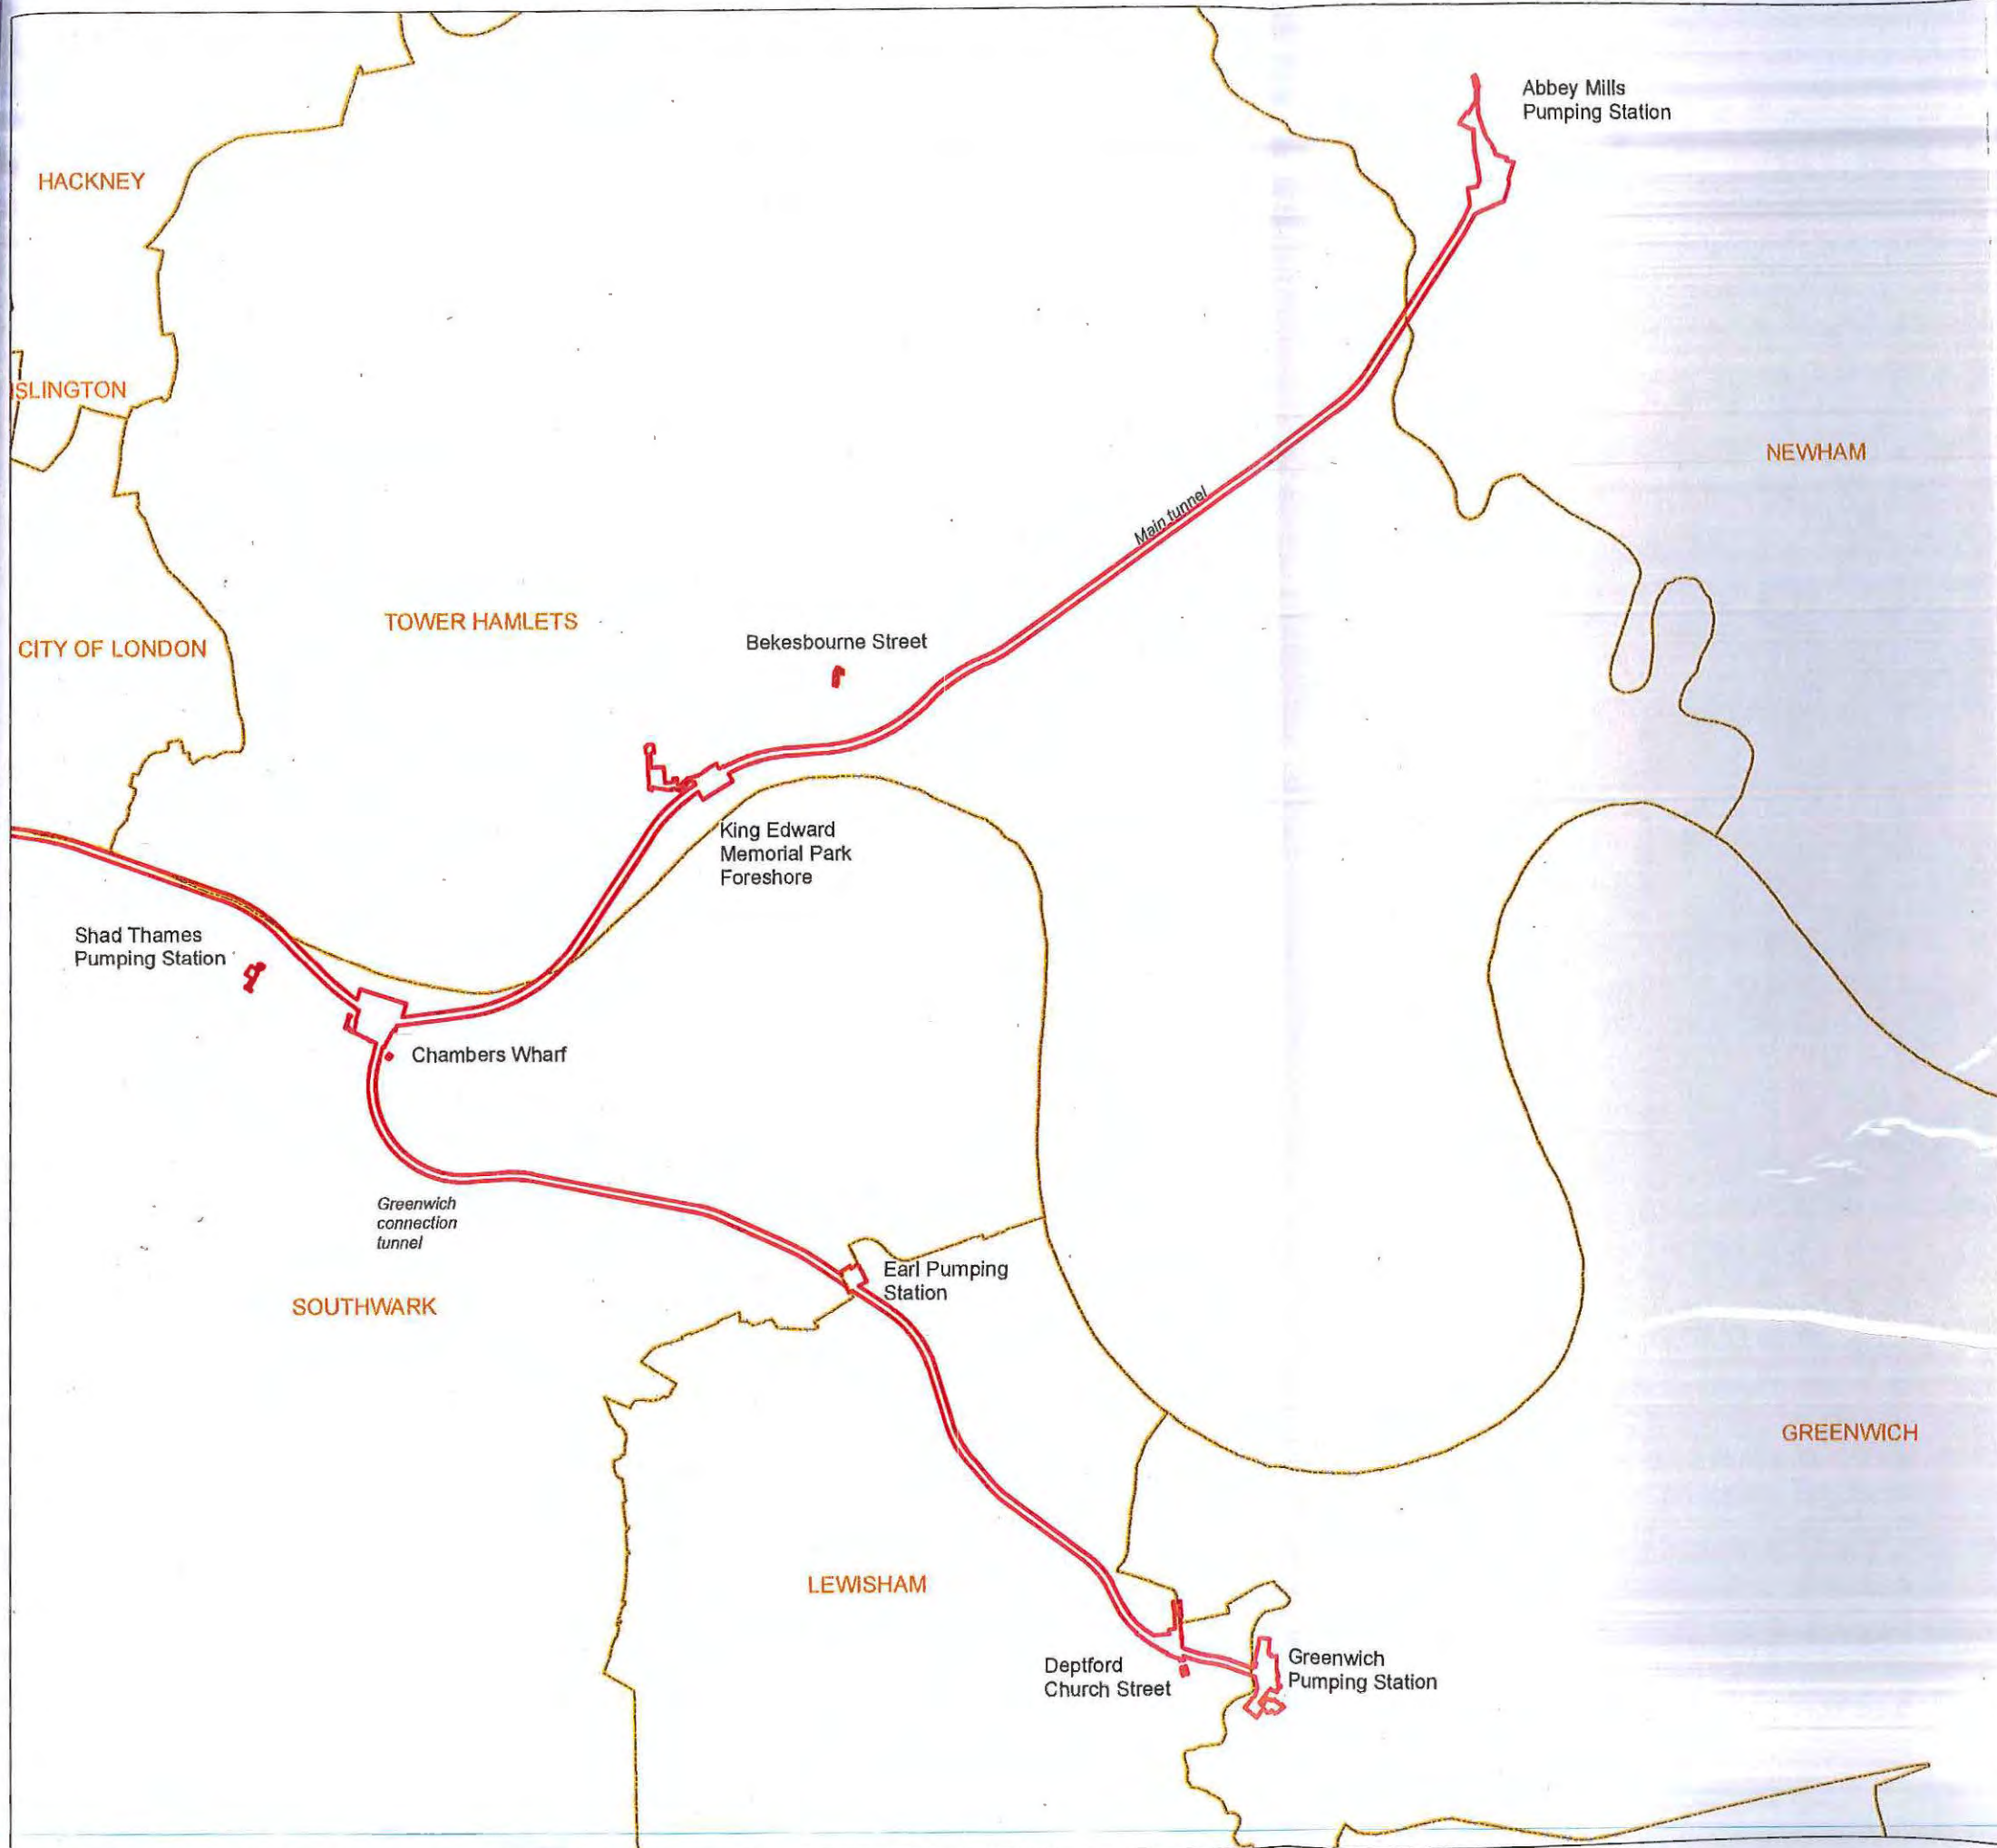 Abbey Mills
Pumping Station
HACKNEY
ISLINGTON
NEWHAM
Main tunnel
TOWER HAMLETS
CITY OF LONDON
Bekesbourne Street
King Edward
Memorial Park
Foreshore
Shad Thames
Pumping Station
Chambers Wharf
Greenwich
connection
tunnel
Earl Pumping
Station
SOUTHWARK
GREENWICH
LEWISHAM
Deptford
Church Street
Greenwich
Pumping Station